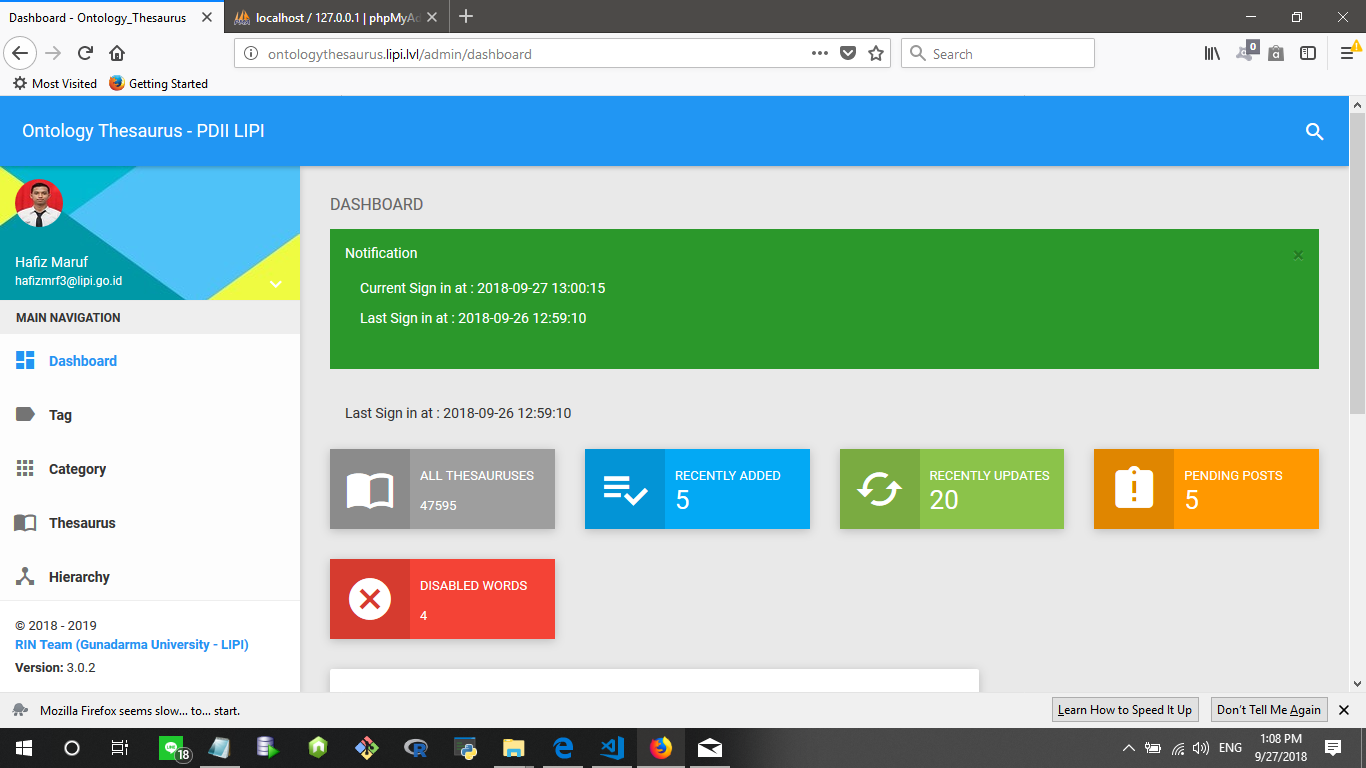 Dashboard - Ontology_Thesaurus
localhost / 127.0.0.1 | phpMyAd
ontologythesaurus.lipi.lvl/admin/dashboard
Search
0
a
Most Visited
Getting Started
Ontology Thesaurus - PDII LIPI
Hafiz Maruf
hafizmrf3@lipi.go.id
MAIN NAVIGATION
Dashboard
Tag
Category
Thesaurus
Hierarchy
© 2018 - 2019
RIN Team (Gunadarma University - LIPI)
Version: 3.0.2
DASHBOARD
Notification
×
Current Sign in at : 2018-09-27 13:00:15
Last Sign in at : 2018-09-26 12:59:10
Last Sign in at : 2018-09-26 12:59:10
ALL THESAURUSES
47595
RECENTLY ADDED
5
RECENTLY UPDATES
20
PENDING POSTS
5
DISABLED WORDS
4
Mozilla Firefox seems slow... to... start.
Learn How to Speed It Up
Don't Tell Me Again
LINE
18
R
ENG
1:08 PM
9/27/2018